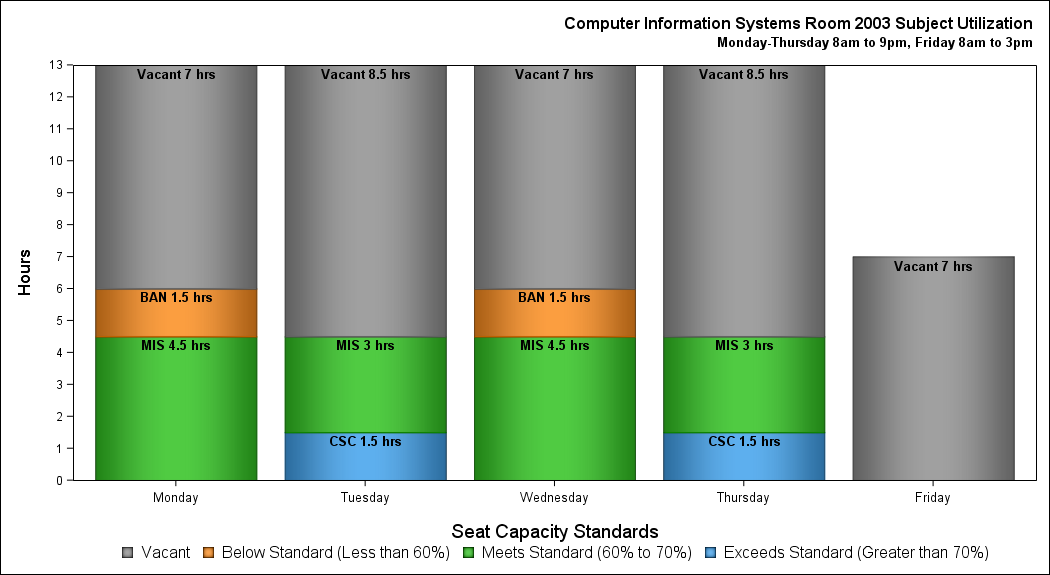 Computer Information Systems Room 2003 Subject Utilization
Monday-Thursday 8am to 9pm, Friday 8am to 3pm
Hours
13
12
11
10
9
8
7
6
5
4
3
2
1
0
Vacant 7 hrs
BAN 1.5 hrs
MIS 4.5 hrs
Vacant 8.5 hrs
MIS 3 hrs
CSC 1.5 hrs
Vacant 7 hrs
BAN 1.5 hrs
MIS 4.5 hrs
Vacant 8.5 hrs
MIS 3 hrs
CSC 1.5 hrs
Vacant 7 hrs
Monday Tuesday Wednesday Thursday Friday
Seat Capacity Standards
Vacant Below Standard (Less than 60%) Meets Standard (60% to 70%) Exceeds Standard (Greater than 70%)